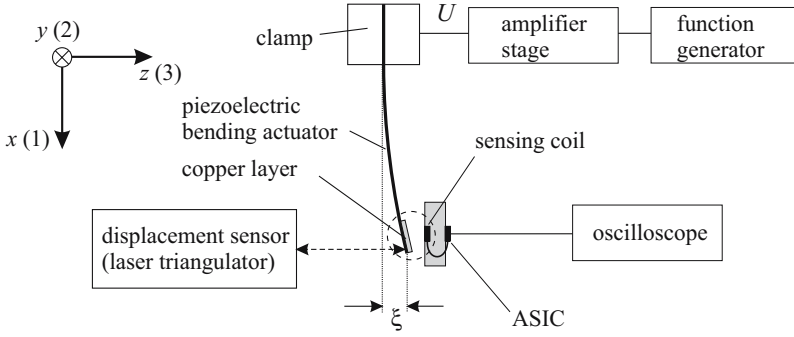 y (2)
z (3)
x (1)
clamp
U
amplifier
stage
function
generator
piezoelectric
bending actuator
copper layer
sensing coil
displacement sensor
(laser triangulator)
oscilloscope
ξ
ASIC